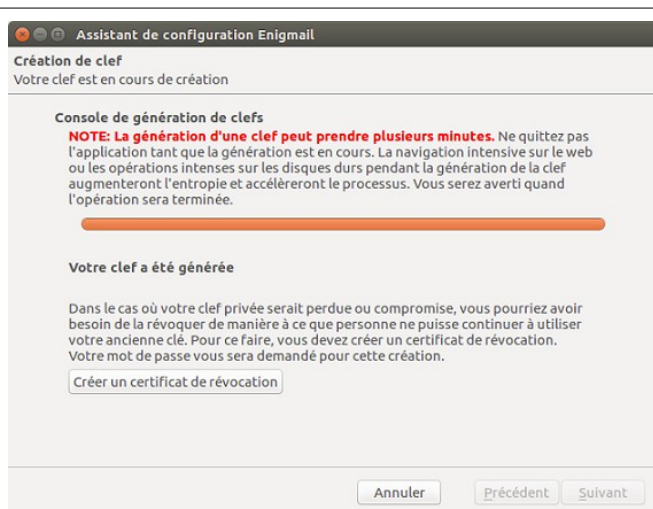 Assistant de configuration Enigmail
Création de clef
Votre clef est en cours de création
Console de génération de clefs
NOTE: La génération d'une clef peut prendre plusieurs minutes. Ne quittez pas
l'application tant que la génération est en cours. La navigation intensive sur le web
ou les opérations intenses sur les disques durs pendant la génération de la clef
augmenteront l'entropie et accélèreront le processus. Vous serez averti quand
l'opération sera terminée.
Votre clef a été générée
Dans le cas où votre clef privée serait perdue ou compromise, vous pourriez avoir
besoin de la révoquer de manière à ce que personne ne puisse continuer à utiliser
votre ancienne clé. Pour ce faire, vous devez créer un certificat de révocation.
Votre mot de passe vous sera demandé pour cette création.
Créer un certificat de révocation
Annuler Précédent Suivant